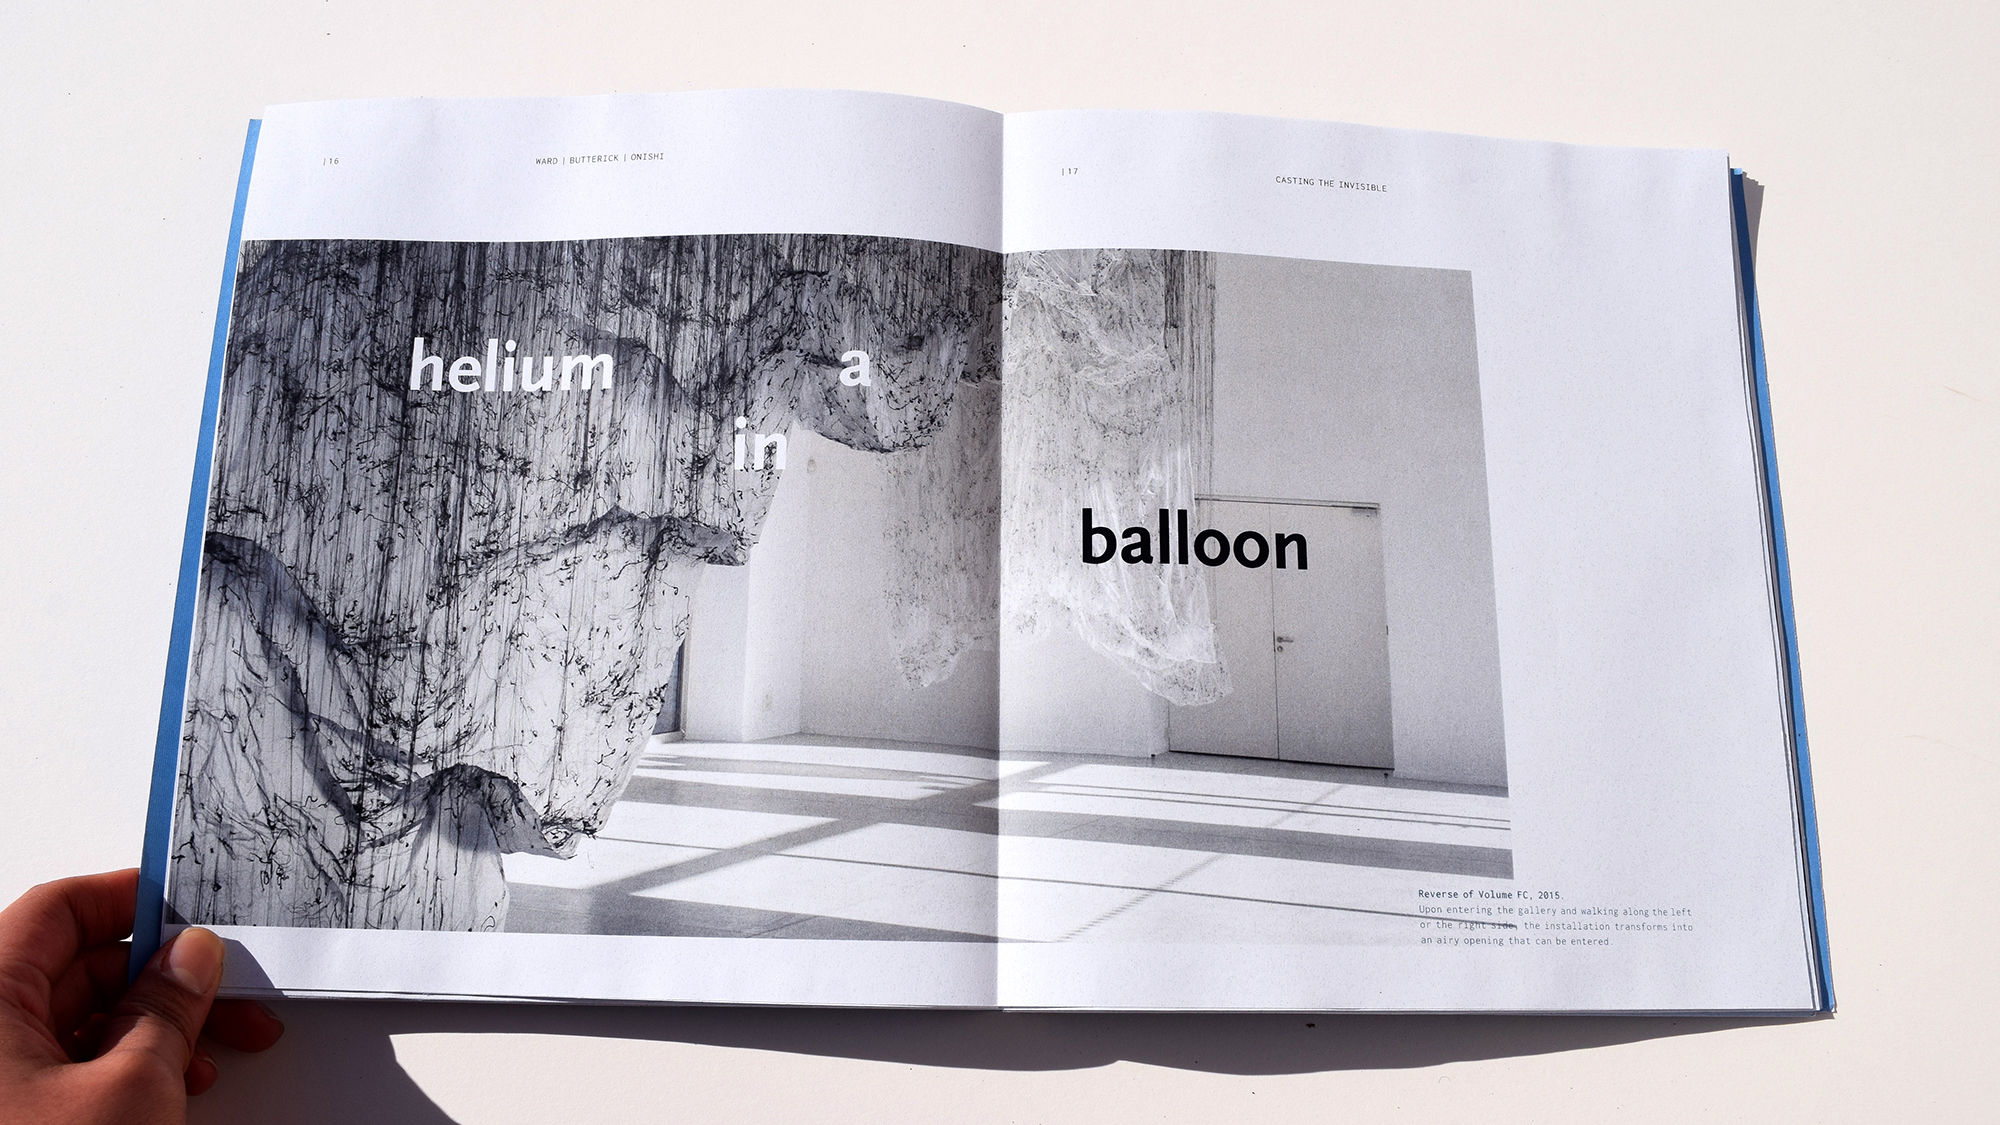 |16
WARD | BUTTERICK | ONISHI
|17
CASTING THE INVISIBLE
helium
a
in
balloon
Reverse of Volume FC, 2015.
Upon entering the gallery and walking along the left
or the right side, the installation transforms into
an airy opening that can be entered.